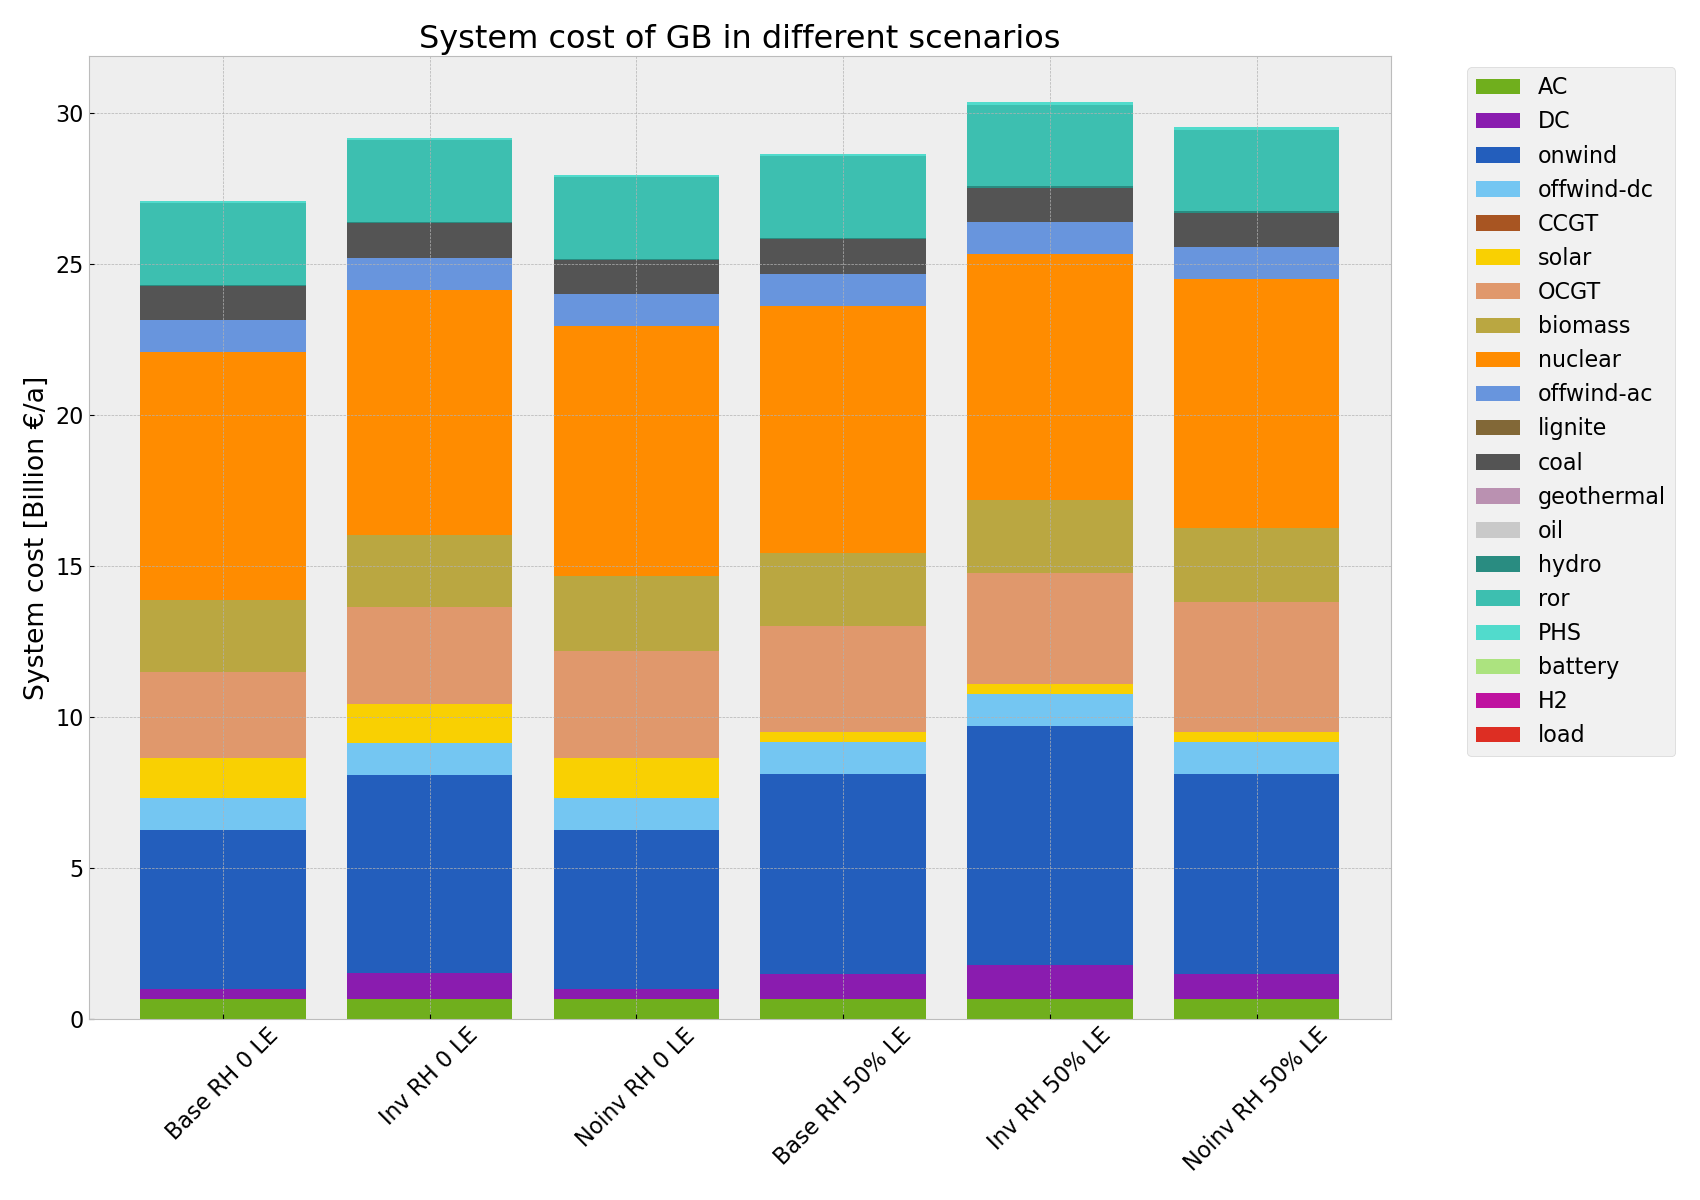 System cost of GB in different scenarios
System cost [Billion €/a]
30
25
20
15
10
5
0
Base RH 0 LE
Inv RH 0 LE
Noinv RH 0 LE
Base RH 50% LE
Inv RH 50% LE
Noinv RH 50% LE
AC
DC
onwind
offwind-dc
CCGT
solar
OCGT
biomass
nuclear
offwind-ac
lignite
coal
geothermal
oil
hydro
ror
PHS
battery
H2
load